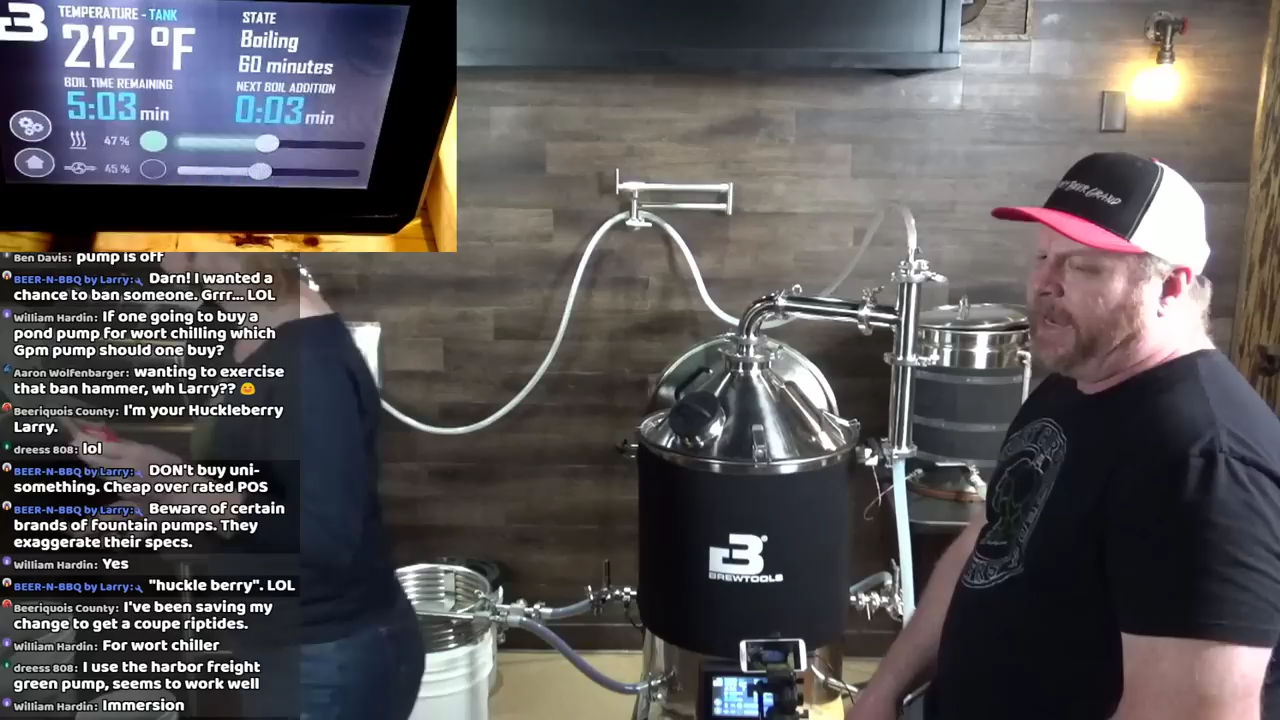 TEMPERATURE - TANK
212 °F
STATE
Boiling
60 minutes
BOIL TIME REMAINING
5:03 min
NEXT BOIL ADDITION
0:03 min
47 %
45 %
Ben Davis: pump is off
BEER-N-BBQ by Larry: Darn! I wanted a
chance to ban someone. Grrr... LOL
William Hardin: If one going to buy a
pond pump for wort chilling which
Gpm pump should one buy?
Aaron Wolfenbarger: wanting to exercise
that ban hammer, wh Larry??
Beeriquois County: I'm your Huckleberry
Larry.
dreess 808: lol
BEER-N-BBQ by Larry: DON't buy uni-
something. Cheap over rated POS
BEER-N-BBQ by Larry: Beware of certain
brands of fountain pumps. They
exaggerate their specs.
William Hardin: Yes
BEER-N-BBQ by Larry: "huckle berry". LOL
Beeriquois County: I've been saving my
change to get a coupe riptides.
William Hardin: For wort chiller
dreess 808: I use the harbor freight
green pump, seems to work well
William Hardin: Immersion
BREWTOOLS
BEER GRAND